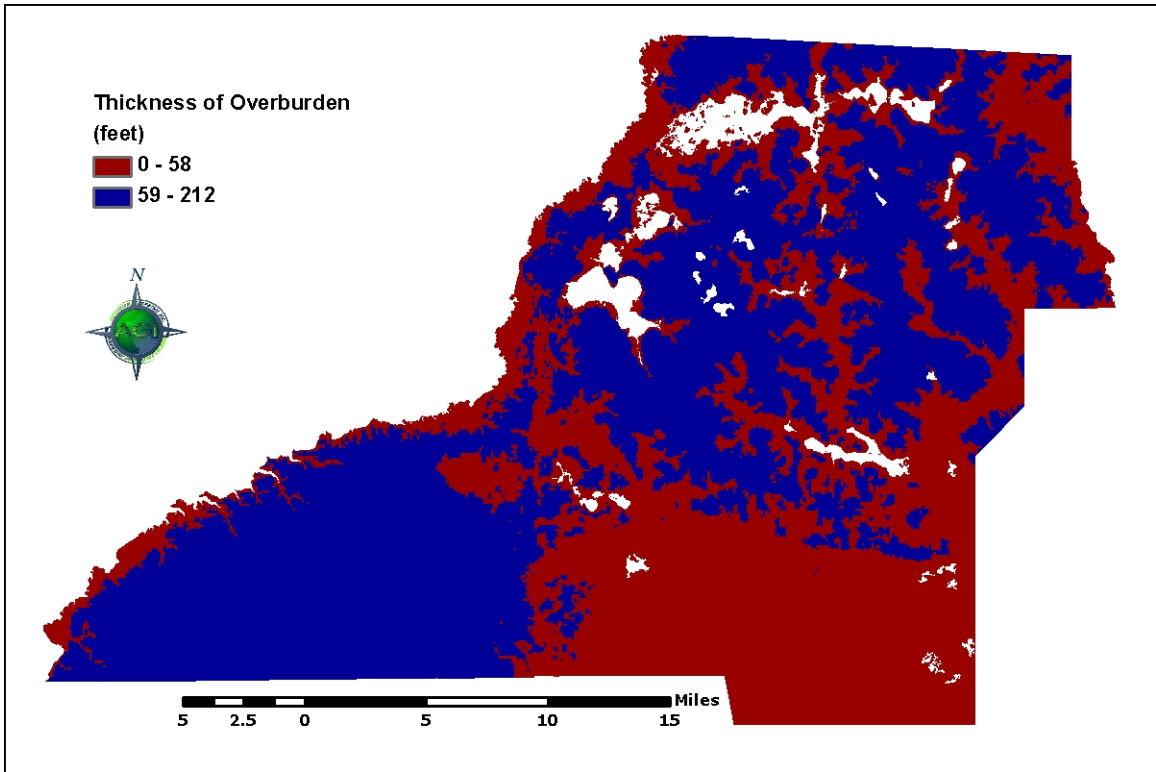 Thickness of Overburden
(feet)
0 - 58
59 - 212
N
Miles
5 2.5 0 5 10 15